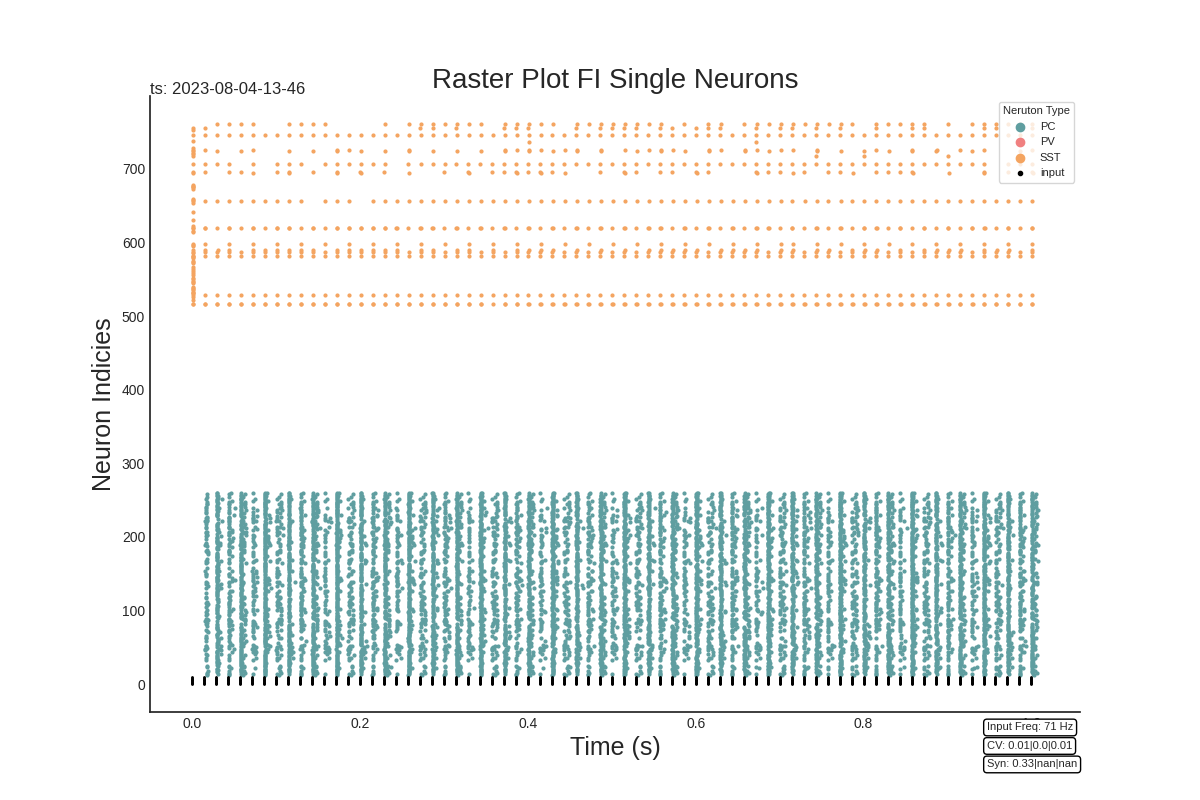 Raster Plot FI Single Neurons
ts: 2023-08-04-13-46
Neruton Type
PC
PV
SST
input
Neuron Indicies
700
600
500
400
300
200
100
0
0.0 0.2 0.4 0.6 0.8
Time (s)
Input Freq: 71 Hz
CV: 0.01|0.0|0.01
Syn: 0.33|nan|nan